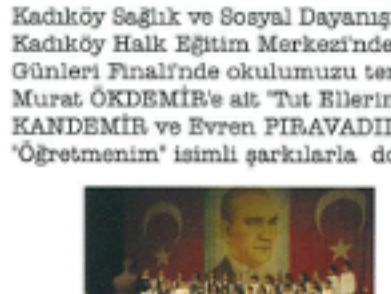 Kadıköy Sağlık ve Sosyal Dayanış
Kadıköy Halk Eğitim Merkezi'nde
Günleri Finali'nde okulumuzu te
Murat ÖKDEMİR'e ait "Tut Ellerin
KANDEMİR ve Evren PIRAVADI
"Öğretmenim" isimli şarkılarla do